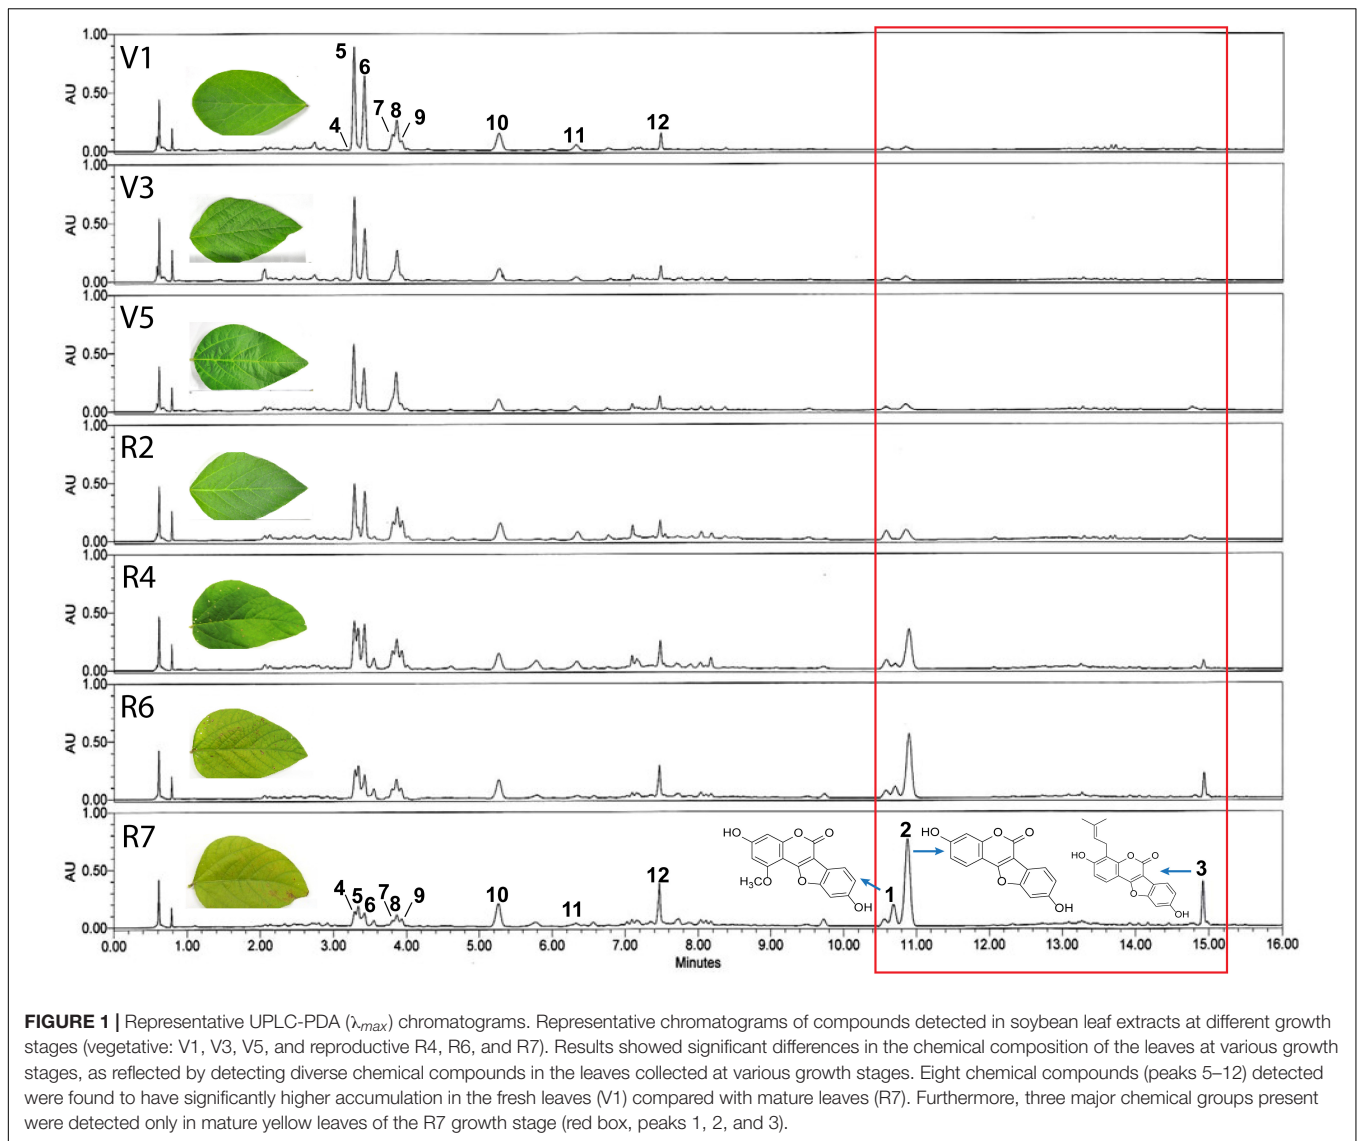 V1
AU
1.00
0.50
0.00
4
5
6
7
8
9
10
11
12
V3
AU
1.00
0.50
0.00
V5
AU
1.00
0.50
0.00
R2
AU
1.00
0.50
0.00
R4
AU
1.00
0.50
0.00
R6
AU
1.00
0.50
0.00
R7
AU
1.00
0.50
0.00
4
5
6
7
8
9
10
11
12
HO
O
O
O
H₃C
O
OH
1
2
HO
O
O
O
OH
HO
O
O
O
OH
3
0.00 1.00 2.00 3.00 4.00 5.00 6.00 7.00 8.00 9.00 10.00 11.00 12.00 13.00 14.00 15.00 16.00
Minutes
FIGURE 1 | Representative UPLC-PDA (λmax) chromatograms. Representative chromatograms of compounds detected in soybean leaf extracts at different growth
stages (vegetative: V1, V3, V5, and reproductive R4, R6, and R7). Results showed significant differences in the chemical composition of the leaves at various growth
stages, as reflected by detecting diverse chemical compounds in the leaves collected at various growth stages. Eight chemical compounds (peaks 5–12) detected
were found to have significantly higher accumulation in the fresh leaves (V1) compared with mature leaves (R7). Furthermore, three major chemical groups present
were detected only in mature yellow leaves of the R7 growth stage (red box, peaks 1, 2, and 3).